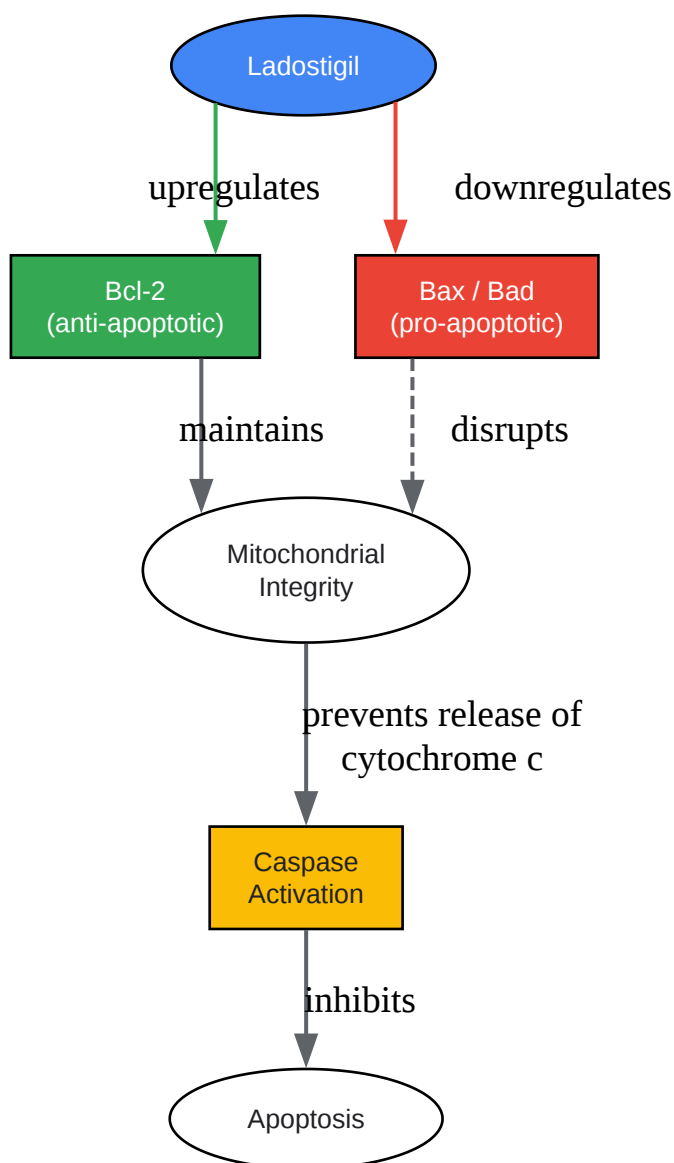 Ladostigil
upregulates
downregulates
Bcl-2
(anti-apoptotic)
Bax / Bad
(pro-apoptotic)
maintains
disrupts
Mitochondrial
Integrity
prevents release of
cytochrome c
Caspase
Activation
inhibits
Apoptosis